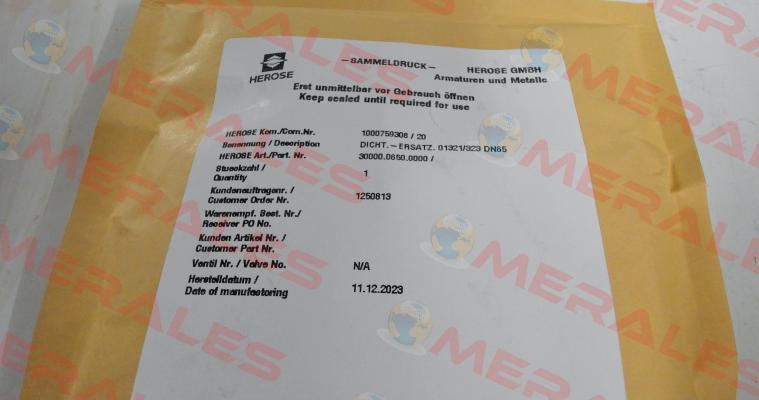 —SAMMELDRUCK— HEROSE GMBH
HEROSE Armaturen und Metalle
Erst unmittelbar vor Gebrauch öffnen
Keep sealed until required for use
HEROSE Kom./Com.Nr. 1000759308 / 20
Benennung / Description DICHT.—ERSATZ. 01321/323 DN65
HEROSE Art./Part. Nr. 30000.0650.0000 /
Stueckzahl /
Quantity 1
Kundenauftragsnr. /
Customer Order Nr. 1250813
Warenempf. Best. Nr./
Receiver PO No.
Kunden Artikel Nr. /
Customer Part Nr.
Ventil Nr. / Valve No. N/A
Herstelldatum /
Date of manufactoring 11.12.2023
MERALES
MERALES
MERALES
MERALES
MERALES
MERALES